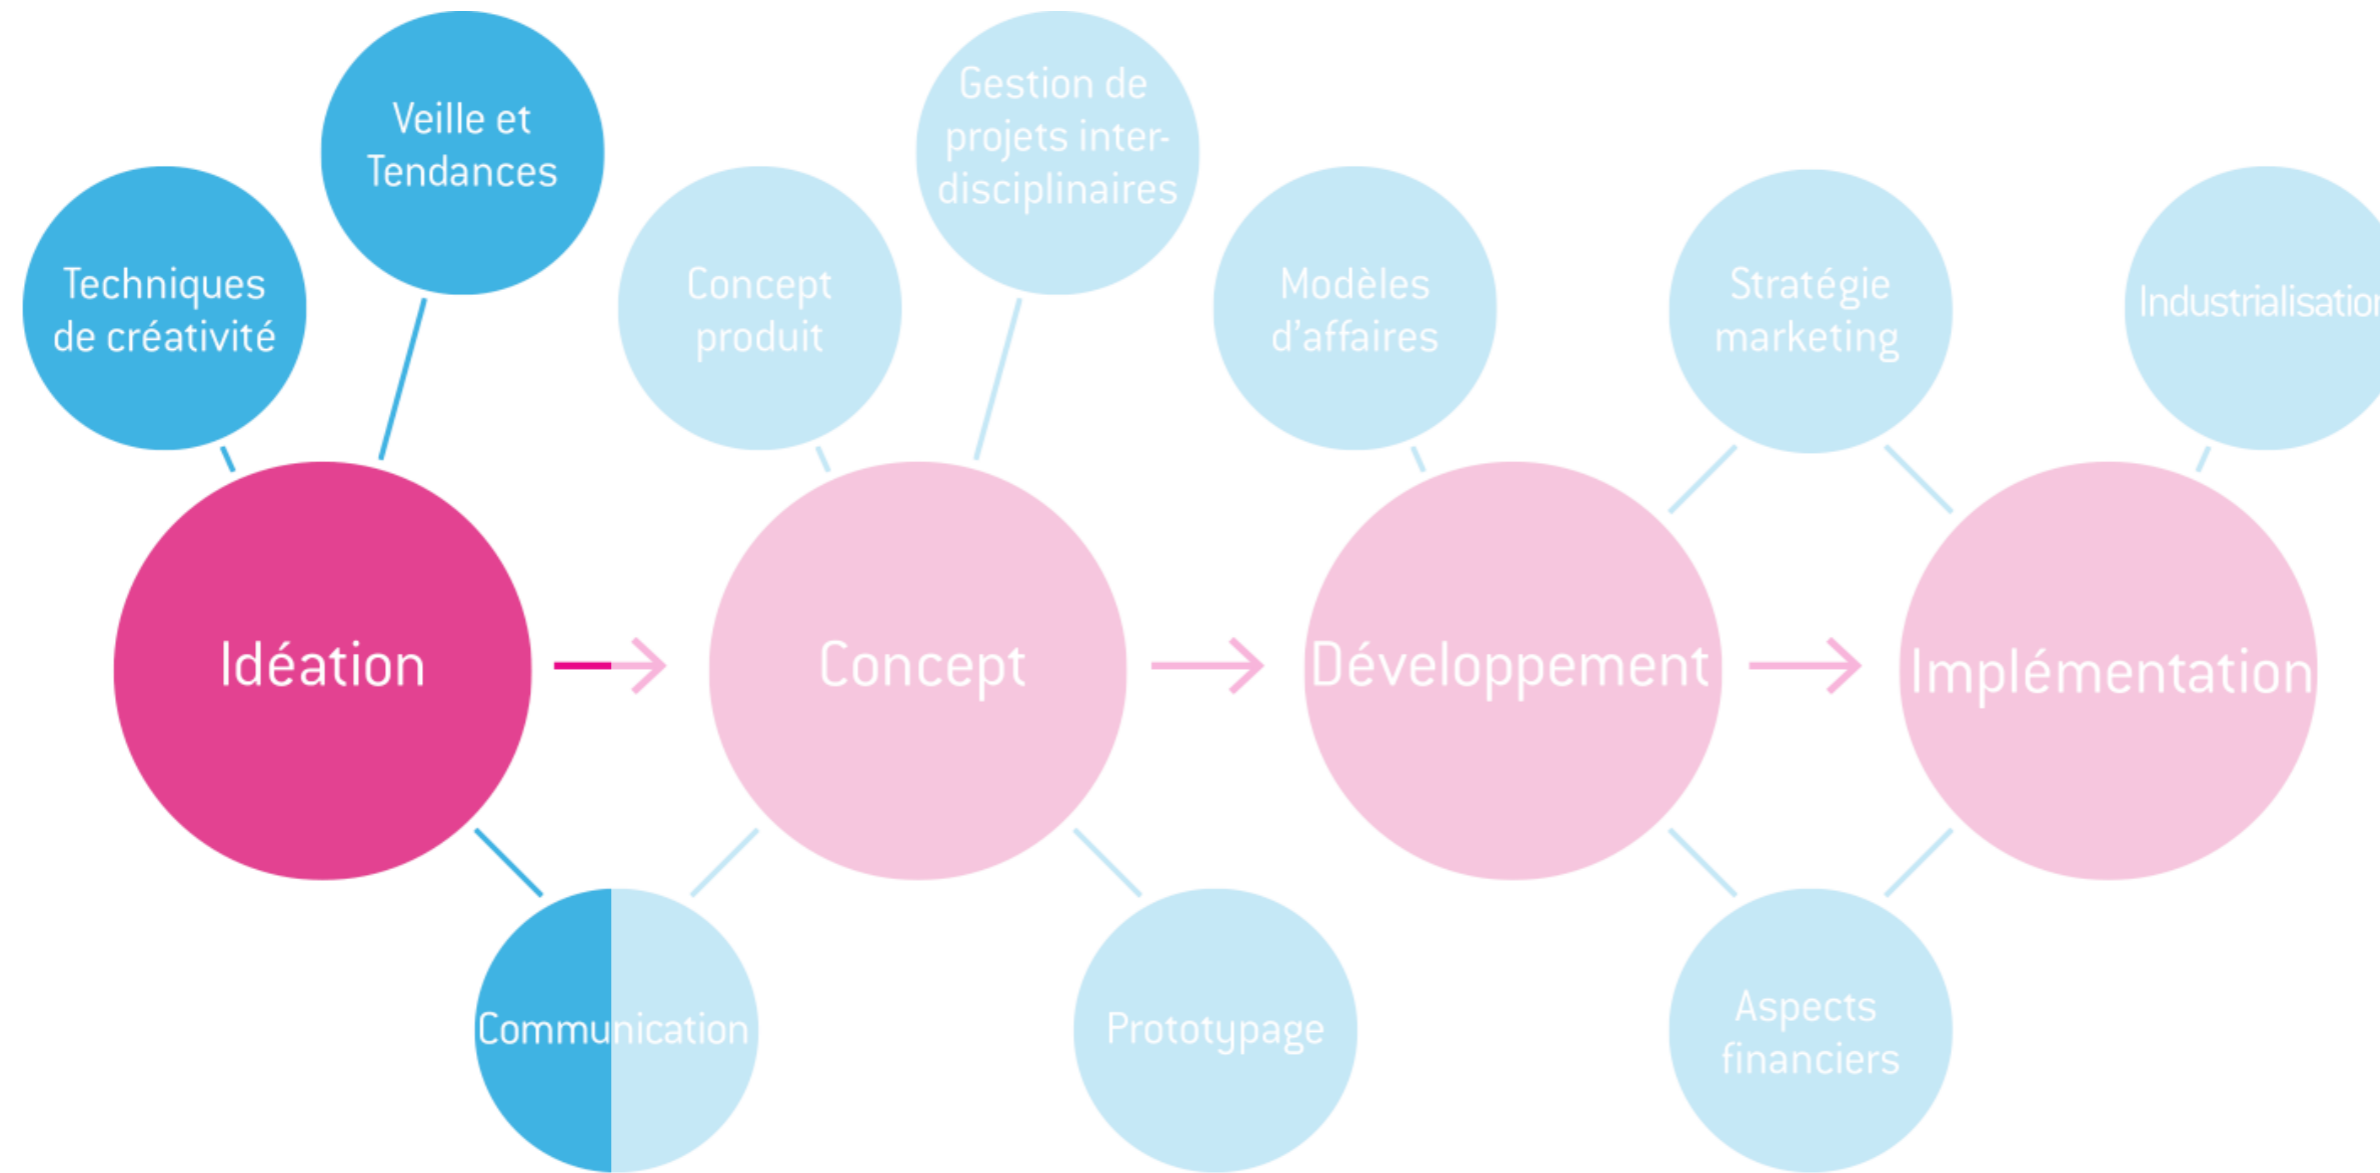 Veille et
Tendances
Gestion de
projets inter-
disciplinaires
Techniques
de créativité
Concept
produit
Modèles
d'affaires
Stratégie
marketing
Industrialisation
Idéation
Concept
Développement
Implémentation
Communication
Prototypage
Aspects
financiers